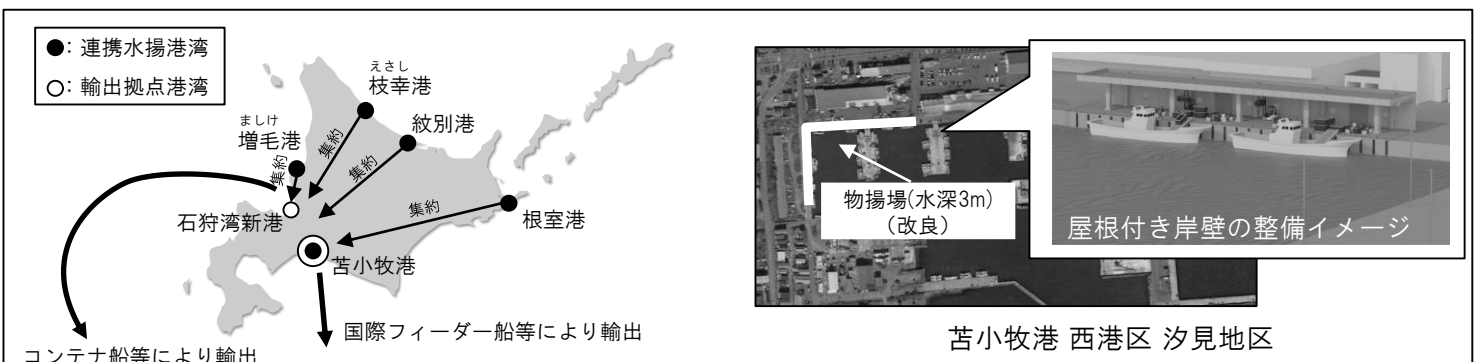 ●：連携水揚港湾
○：輸出拠点港湾
えさし
枝幸港
ましけ
増毛港
紋別港
集約
集約
集約
集約
石狩湾新港
根室港
苫小牧港
国際フィーダー船等により輸出
コンテナ船等により輸出
物揚場(水深3m)
（改良）
屋根付き岸壁の整備イメージ
苫小牧港 西港区 汐見地区